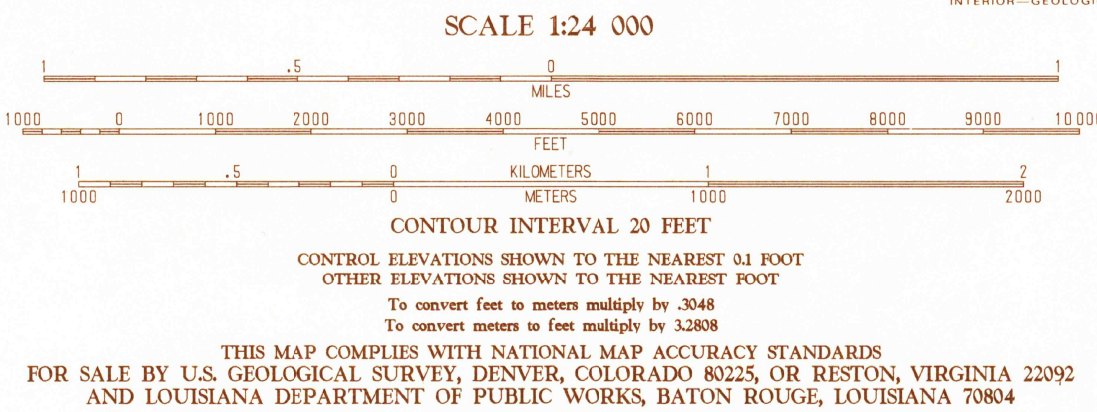 INTERIOR—GEOLOGI
SCALE 1:24 000
1 .5 0 1
MILES
1000 0 1000 2000 3000 4000 5000 6000 7000 8000 9000 10 000
FEET
1 .5 0 KILOMETERS 1 2
1000 0 METERS 1000 2000
CONTOUR INTERVAL 20 FEET
CONTROL ELEVATIONS SHOWN TO THE NEAREST 0.1 FOOT
OTHER ELEVATIONS SHOWN TO THE NEAREST FOOT
To convert feet to meters multiply by .3048
To convert meters to feet multiply by 3.2808
THIS MAP COMPLIES WITH NATIONAL MAP ACCURACY STANDARDS
FOR SALE BY U.S. GEOLOGICAL SURVEY, DENVER, COLORADO 80225, OR RESTON, VIRGINIA 22092
AND LOUISIANA DEPARTMENT OF PUBLIC WORKS, BATON ROUGE, LOUISIANA 70804